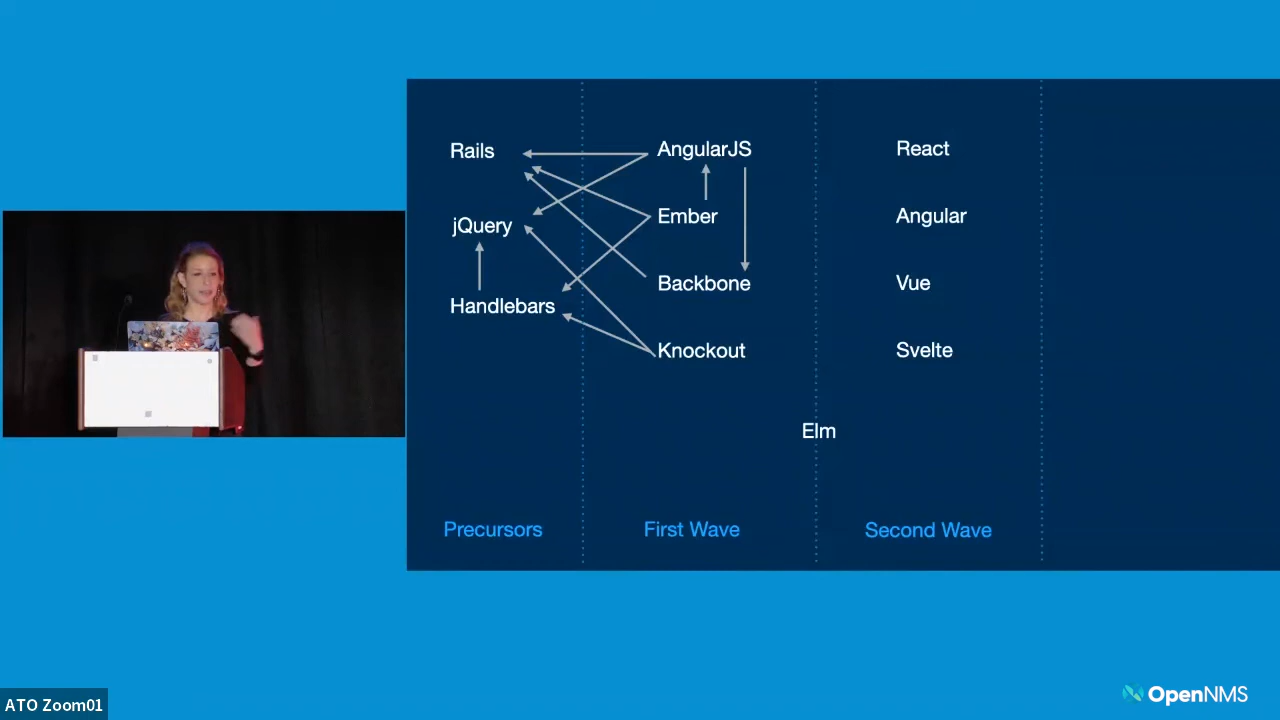 Rails
AngularJS
React
jQuery
Ember
Angular
Handlebars
Backbone
Vue
Knockout
Svelte
Elm
Precursors
First Wave
Second Wave
ATO Zoom01
OpenNMS